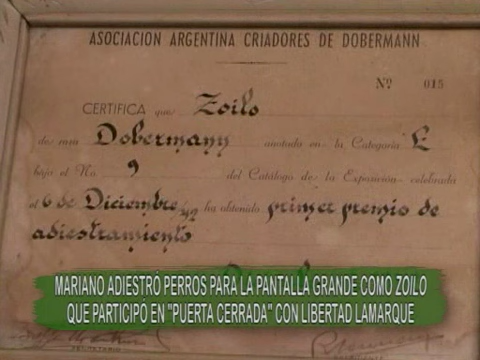 ASOCIACION ARGENTINA CRIADORES DE DOBERMANN
Nº 015
CERTIFICA que Zoilo
de raza Dobermann anotado en la Categoría E
bajo el No. 9 del Catálogo de la Exposición celebrada
el 6 de Diciembre ha obtenido primer premio de
adiestramiento
MARIANO ADIESTRÓ PERROS PARA LA PANTALLA GRANDE COMO ZOILO
QUE PARTICIPÓ EN "PUERTA CERRADA" CON LIBERTAD LAMARQUE
SECRETARIO